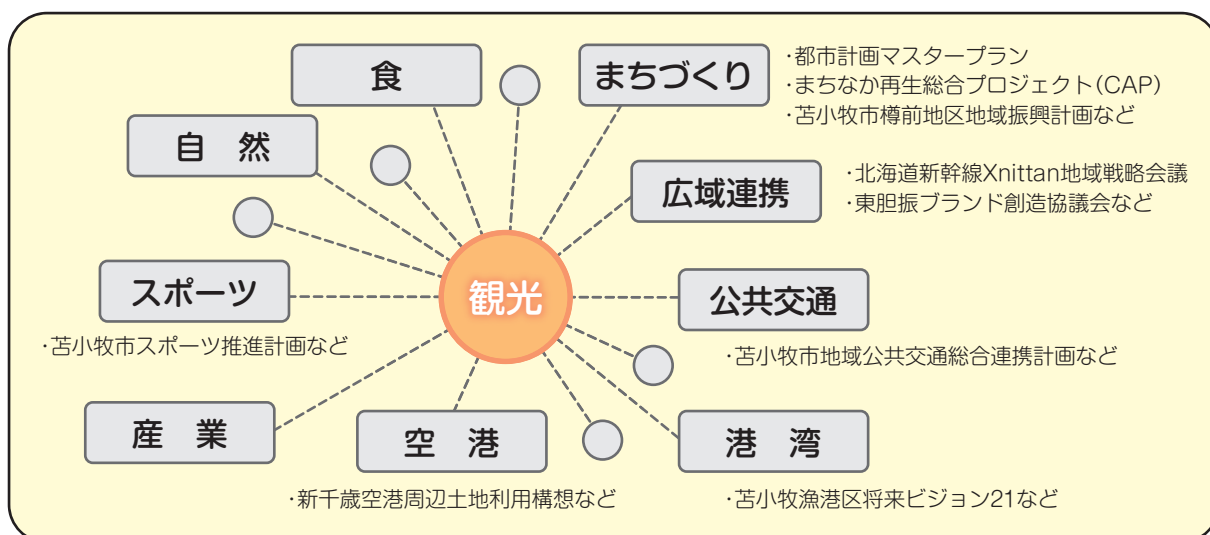 食
まちづくり
・都市計画マスタープラン
・まちなか再生総合プロジェクト(CAP)
・苫小牧市樽前地区地域振興計画など
自　然
広域連携
・北海道新幹線Xnittan地域戦略会議
・東胆振ブランド創造協議会など
スポーツ
・苫小牧市スポーツ推進計画など
観光
公共交通
・苫小牧市地域公共交通総合連携計画など
産　業
空　港
・新千歳空港周辺土地利用構想など
港　湾
・苫小牧漁港区将来ビジョン21など